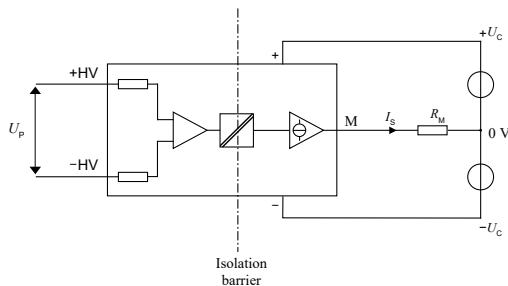 +U_C
+
+HV
U_P
M
I_S
R_M
0 V
−HV
−
−U_C
Isolation
barrier